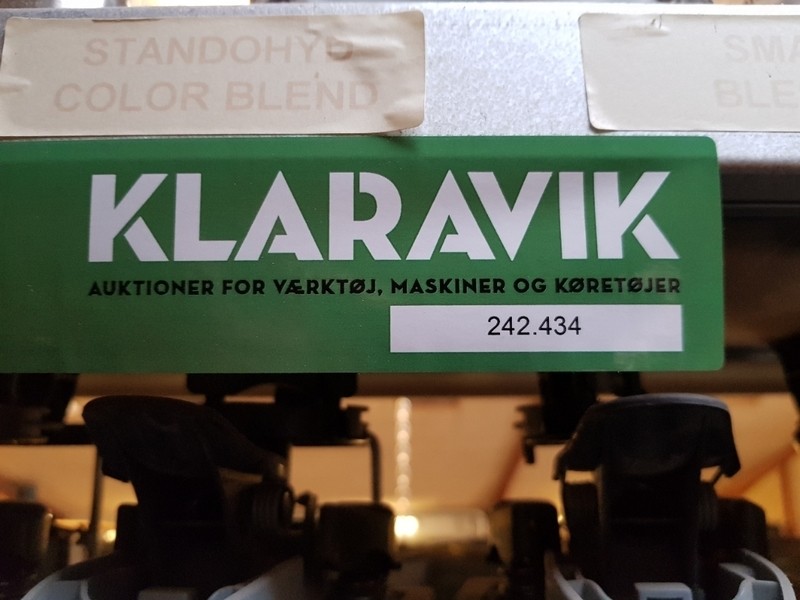 STANDOHYD
COLOR BLEND
KLARAVIK
AUKTIONER FOR VÆRKTØJ, MASKINER OG KØRETØJER
242.434